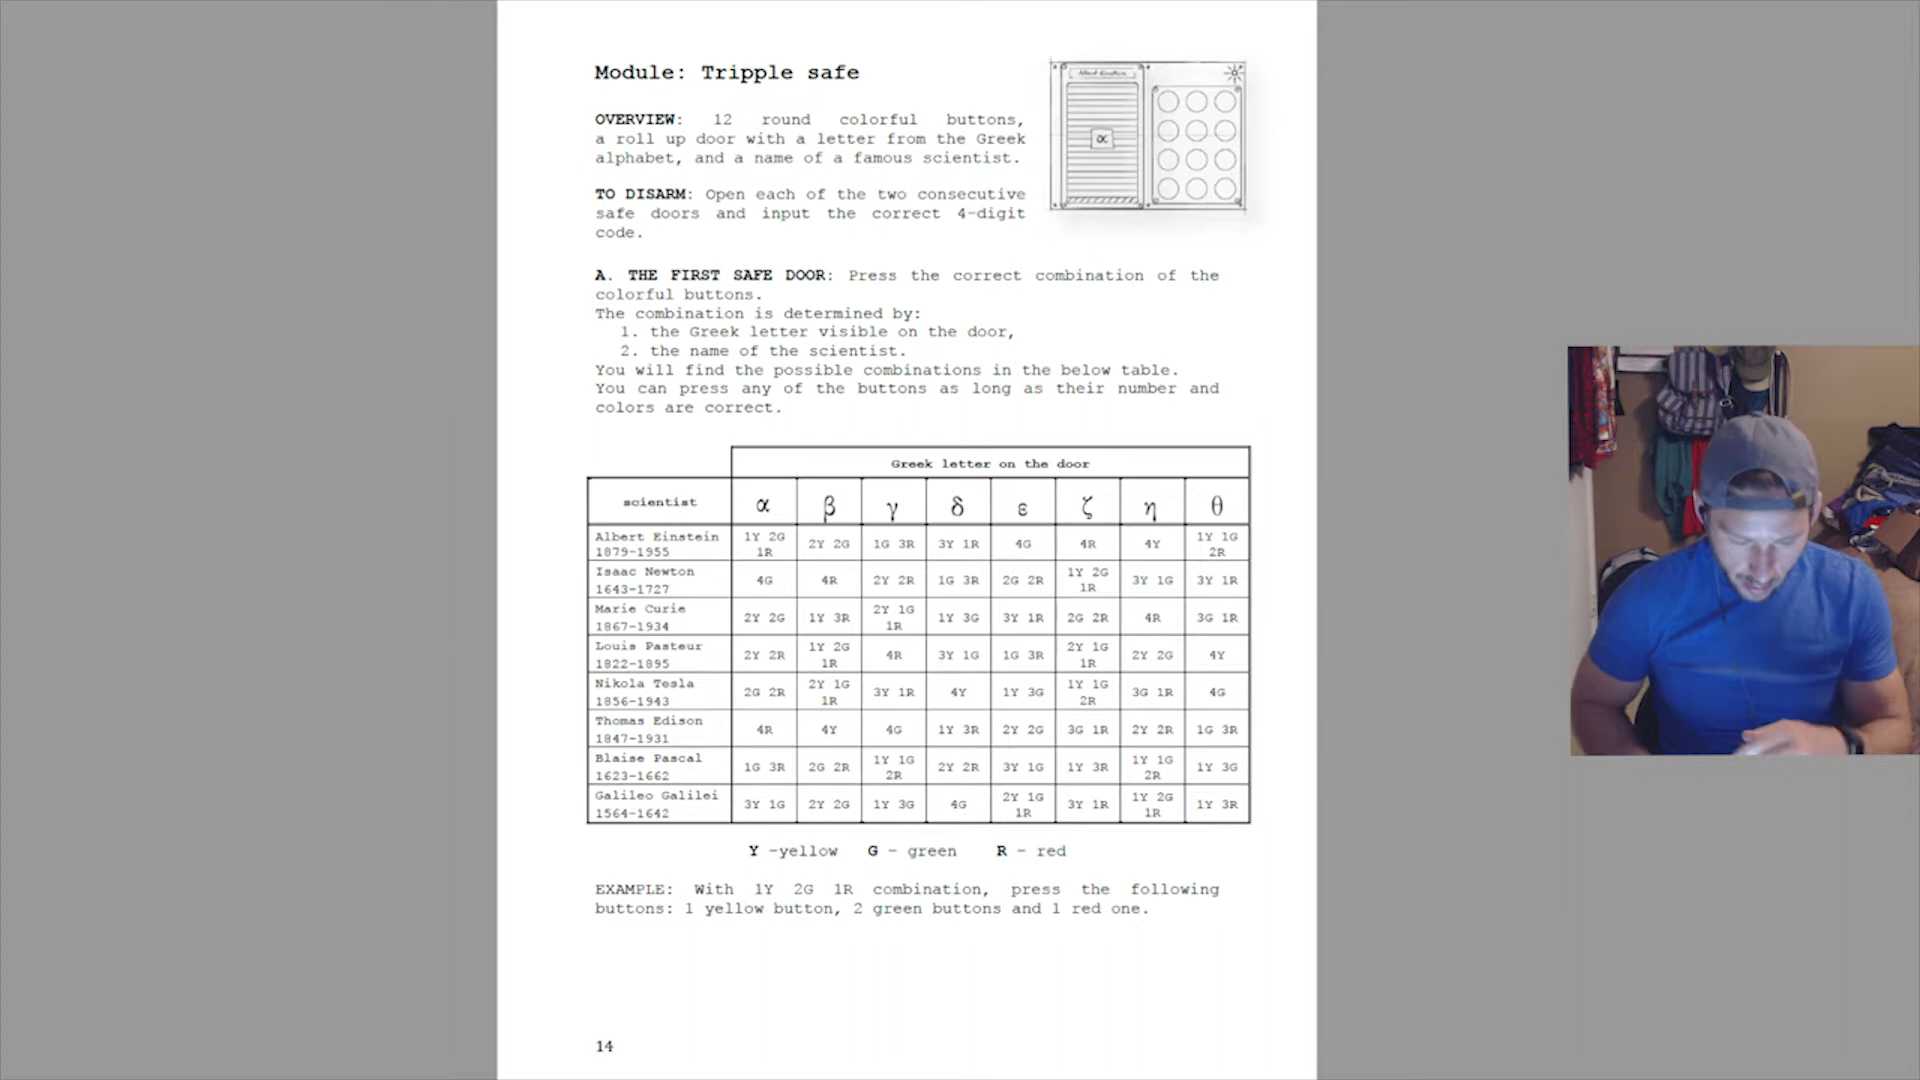 Module: Tripple safe
OVERVIEW: 12 round colorful buttons,
a roll up door with a letter from the Greek
alphabet, and a name of a famous scientist.
TO DISARM: Open each of the two consecutive
safe doors and input the correct 4-digit
code.
Albert Einstein
α
A. THE FIRST SAFE DOOR: Press the correct combination of the
colorful buttons.
The combination is determined by:
1. the Greek letter visible on the door,
2. the name of the scientist.
You will find the possible combinations in the below table.
You can press any of the buttons as long as their number and
colors are correct.
Greek letter on the door
scientist α β γ δ ε ζ η θ
Albert Einstein 1Y 2G 2Y 2G 1G 3R 3Y 1R 4G 4R 4Y 1Y 1G
1879-1955 1R 2R
Isaac Newton 4G 4R 2Y 2R 1G 3R 2G 2R 1Y 2G 3Y 1G 3Y 1R
1643-1727 1R
Marie Curie 2Y 2G 1Y 3R 2Y 1G 1Y 3G 3Y 1R 2G 2R 4R 3G 1R
1867-1934 1R
Louis Pasteur 2Y 2R 1Y 2G 4R 3Y 1G 1G 3R 2Y 1G 2Y 2G 4Y
1822-1895 1R 1R
Nikola Tesla 2G 2R 2Y 1G 3Y 1R 4Y 1Y 3G 1Y 1G 3G 1R 4G
1856-1943 1R 2R
Thomas Edison 4R 4Y 4G 1Y 3R 2Y 2G 3G 1R 2Y 2R 1G 3R
1847-1931
Blaise Pascal 1G 3R 2G 2R 1Y 1G 2Y 2R 3Y 1G 1Y 3R 1Y 1G 1Y 3G
1623-1662 2R 2R
Galileo Galilei 3Y 1G 2Y 2G 1Y 3G 4G 2Y 1G 3Y 1R 1Y 2G 1Y 3R
1564-1642 1R 1R
Y -yellow G - green R - red
EXAMPLE: With 1Y 2G 1R combination, press the following
buttons: 1 yellow button, 2 green buttons and 1 red one.
14